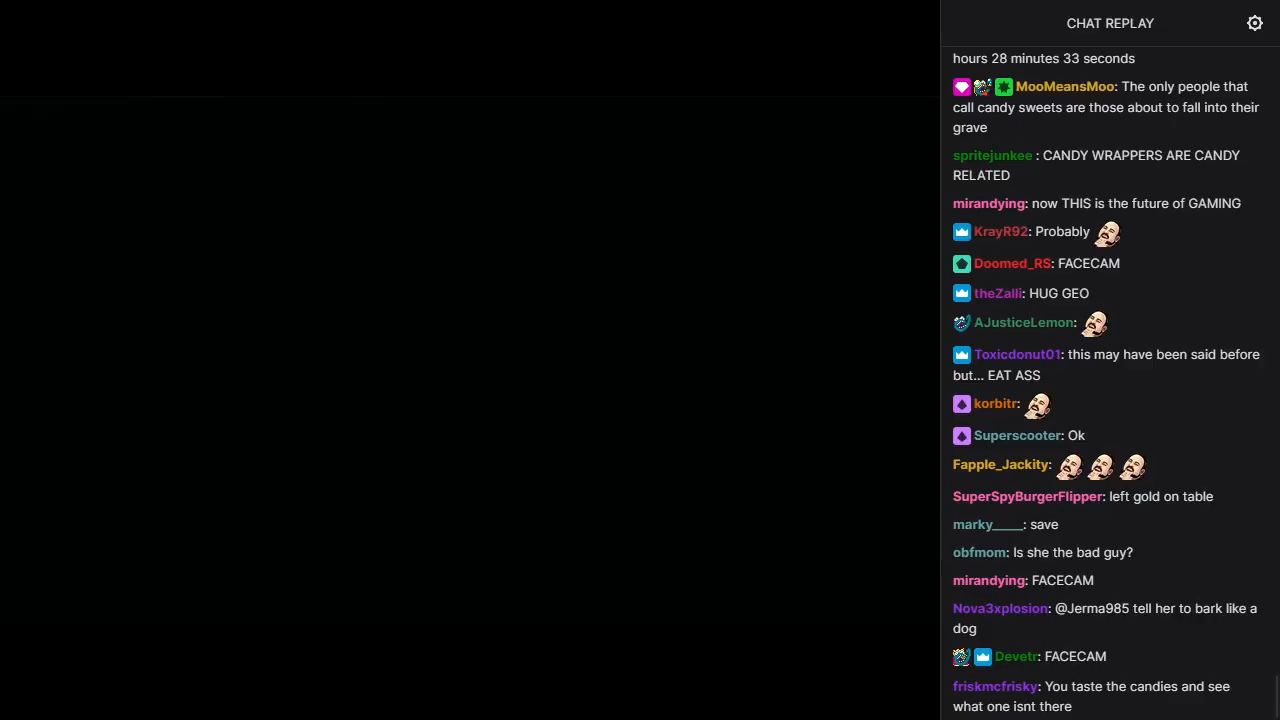 CHAT REPLAY
hours 28 minutes 33 seconds
MooMeansMoo: The only people that
call candy sweets are those about to fall into their
grave
spritejunkee : CANDY WRAPPERS ARE CANDY
RELATED
mirandying: now THIS is the future of GAMING
KrayR92: Probably
Doomed_RS: FACECAM
theZalli: HUG GEO
AJusticeLemon:
Toxicdonut01: this may have been said before
but... EAT ASS
korbitr:
Superscooter: Ok
Fapple_Jackity:
SuperSpyBurgerFlipper: left gold on table
marky_____: save
obfmom: Is she the bad guy?
mirandying: FACECAM
Nova3xplosion: @Jerma985 tell her to bark like a
dog
Devetr: FACECAM
friskmcfrisky: You taste the candies and see
what one isnt there